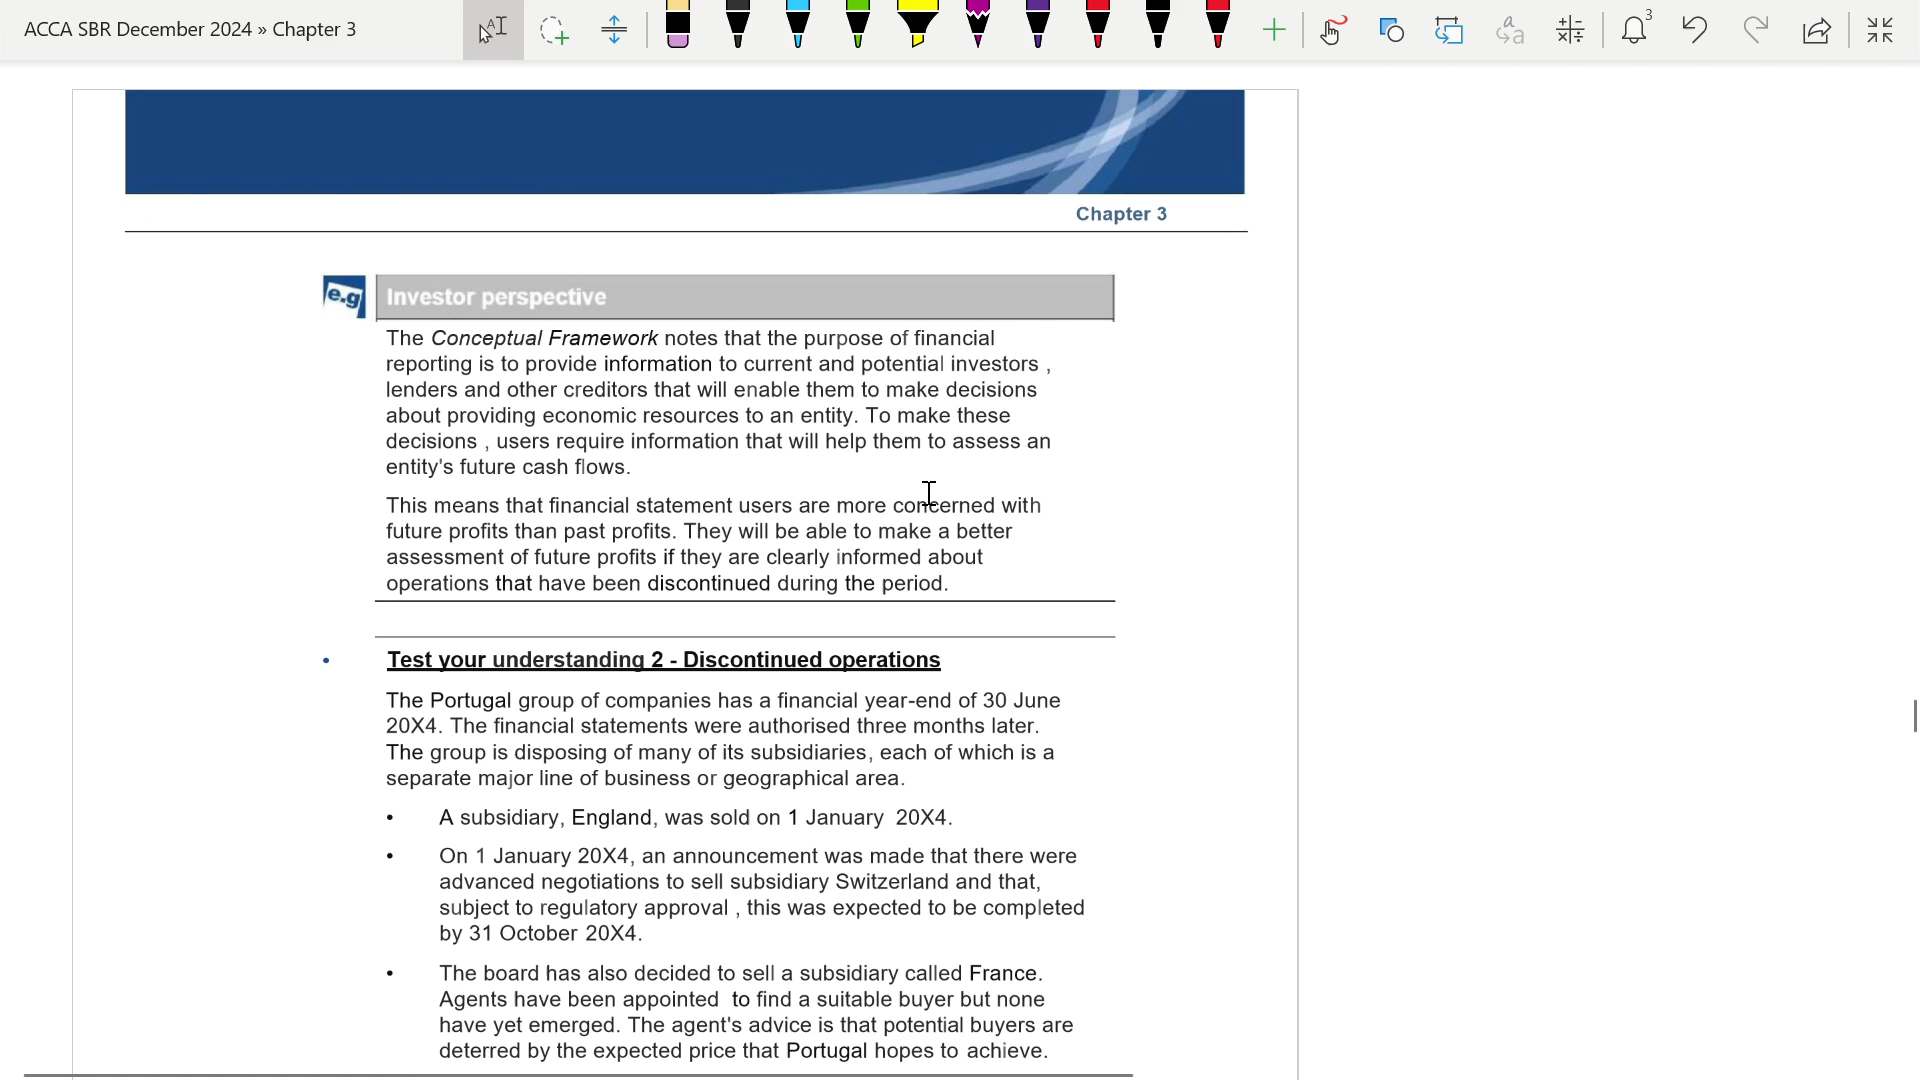 ACCA SBR December 2024 » Chapter 3
3
Chapter 3
e.g
Investor perspective
The Conceptual Framework notes that the purpose of financial
reporting is to provide information to current and potential investors ,
lenders and other creditors that will enable them to make decisions
about providing economic resources to an entity. To make these
decisions , users require information that will help them to assess an
entity's future cash flows.
This means that financial statement users are more concerned with
future profits than past profits. They will be able to make a better
assessment of future profits if they are clearly informed about
operations that have been discontinued during the period.
• Test your understanding 2 - Discontinued operations
The Portugal group of companies has a financial year-end of 30 June
20X4. The financial statements were authorised three months later.
The group is disposing of many of its subsidiaries, each of which is a
separate major line of business or geographical area.
• A subsidiary, England, was sold on 1 January 20X4.
• On 1 January 20X4, an announcement was made that there were
advanced negotiations to sell subsidiary Switzerland and that,
subject to regulatory approval , this was expected to be completed
by 31 October 20X4.
• The board has also decided to sell a subsidiary called France.
Agents have been appointed to find a suitable buyer but none
have yet emerged. The agent's advice is that potential buyers are
deterred by the expected price that Portugal hopes to achieve.